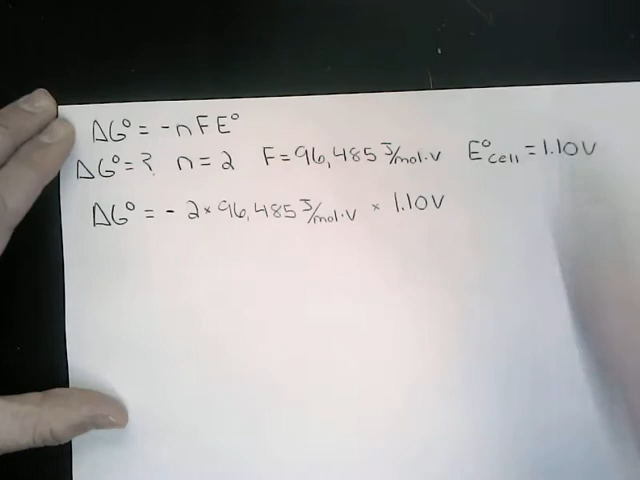 ΔG° = -nFE°
ΔG° = ? n = 2 F = 96,485 J/mol·V E°cell = 1.10V
ΔG° = - 2 × 96,485 J/mol·V × 1.10V